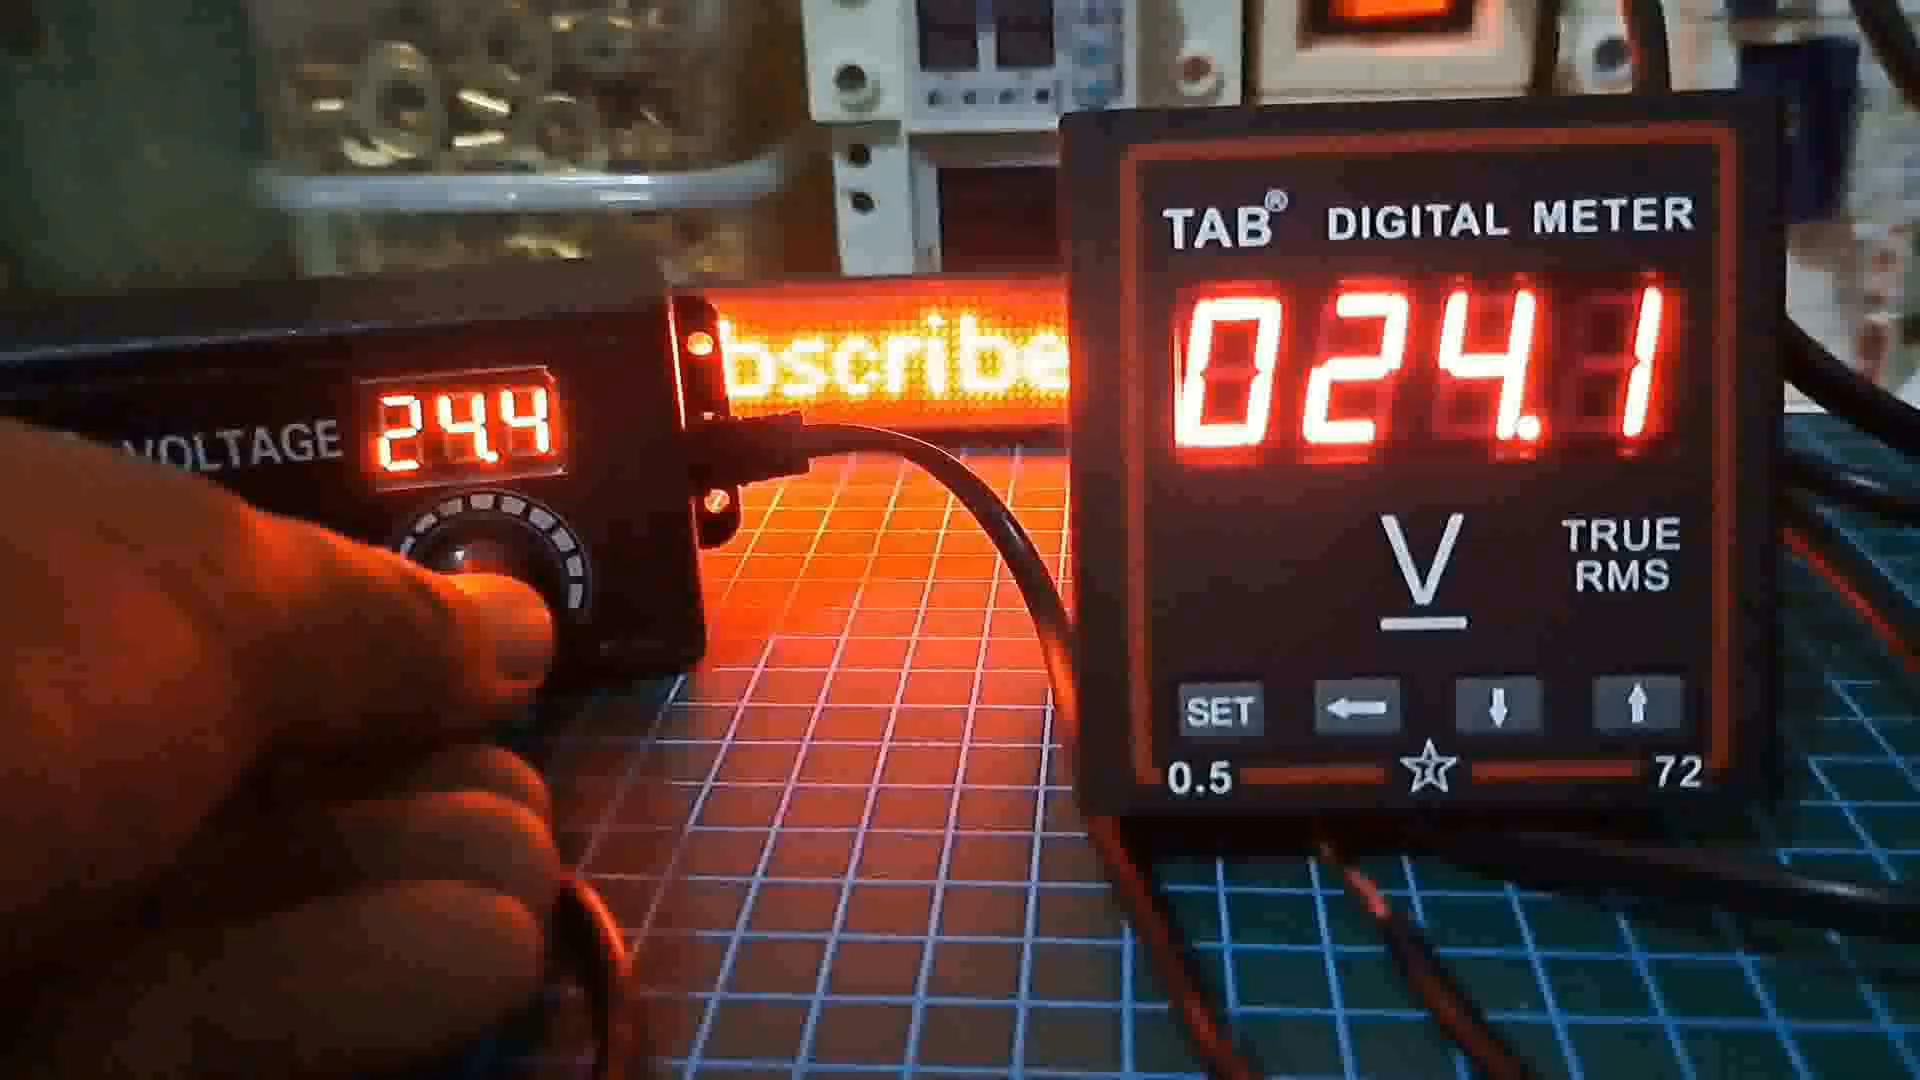 TAB® DIGITAL METER
bscribe
024.1
24.4
VOLTAGE
V
TRUE
RMS
SET
0.5
72